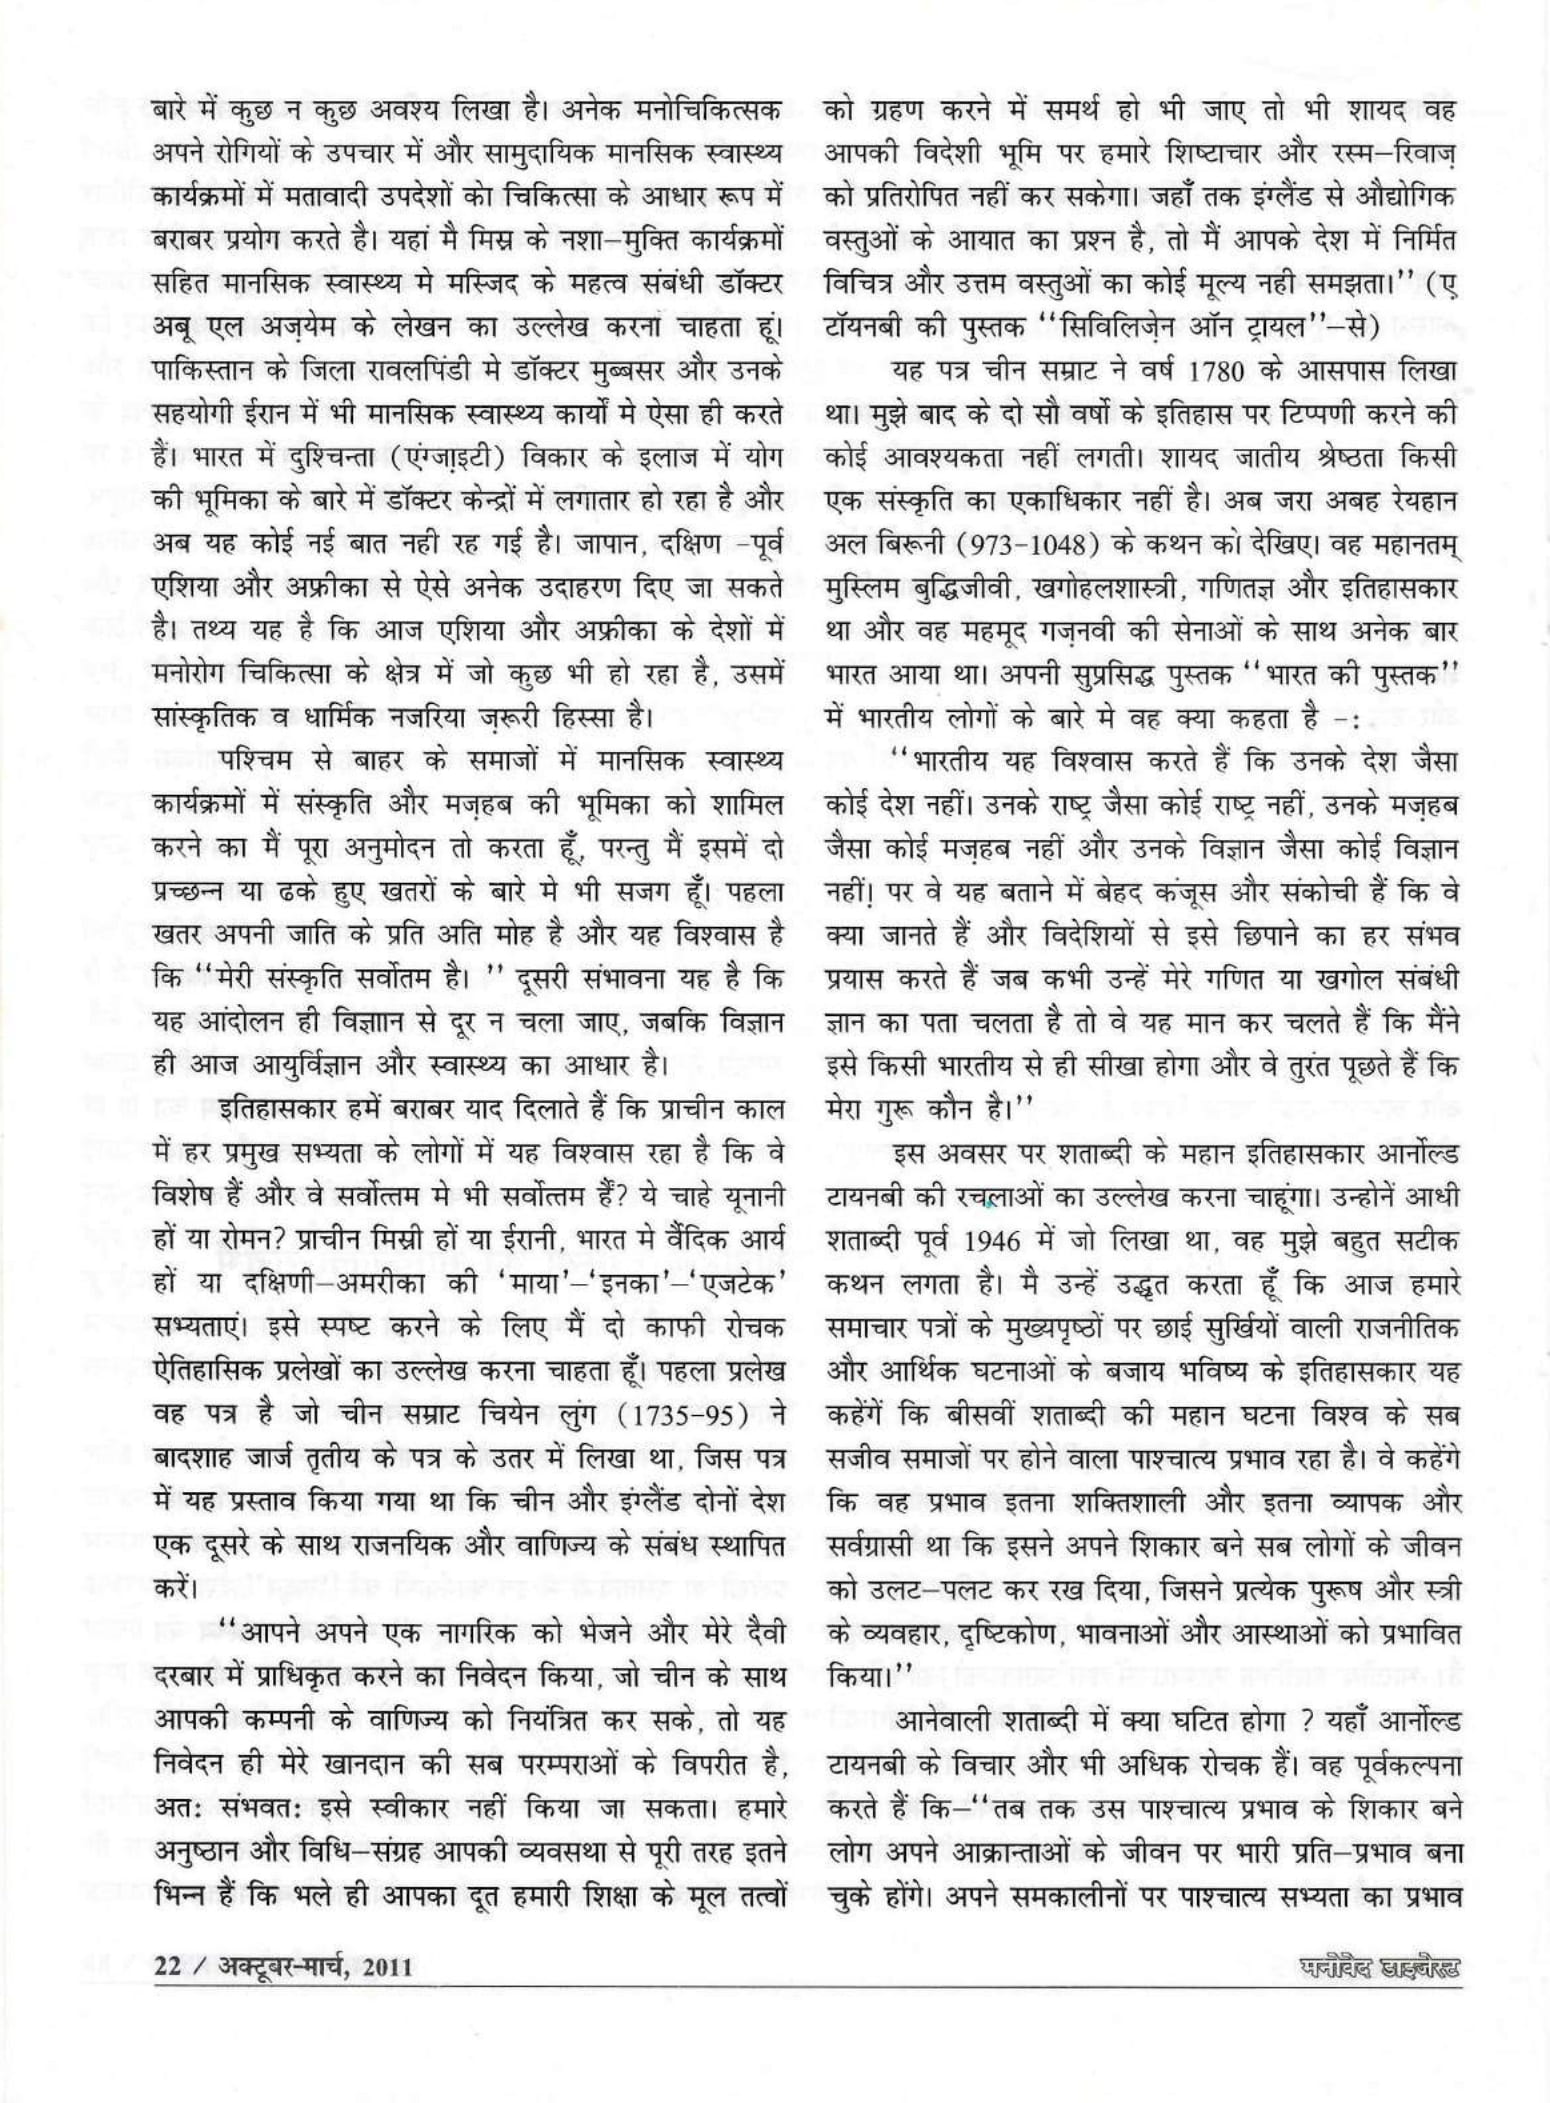 बारे में कुछ न कुछ अवश्य लिखा है। अनेक मनोचिकित्सक
अपने रोगियों के उपचार में और सामुदायिक मानसिक स्वास्थ्य
कार्यक्रमों में मतावादी उपदेशों केा चिकित्सा के आधार रूप में
बराबर प्रयोग करते है। यहां मै मिस्र के नशा–मुक्ति कार्यक्रमों
सहित मानसिक स्वास्थ्य मे मस्जिद के महत्व संबंधी डॉक्टर
अबू एल अज़येम के लेखन का उल्लेख करना चाहता हूं।
पाकिस्तान के जिला रावलपिंडी मे डॉक्टर मुब्बसर और उनके
सहयोगी ईरान में भी मानसिक स्वास्थ्य कार्यों मे ऐसा ही करते
हैं। भारत में दुश्चिन्ता (एंग्ज़ाइटी) विकार के इलाज में योग
की भूमिका के बारे में डॉक्टर केन्द्रों में लगातार हो रहा है और
अब यह कोई नई बात नही रह गई है। जापान, दक्षिण -पूर्व
एशिया और अफ्रीका से ऐसे अनेक उदाहरण दिए जा सकते
है। तथ्य यह है कि आज एशिया और अफ्रीका के देशों में
मनोरोग चिकित्सा के क्षेत्र में जो कुछ भी हो रहा है, उसमें
सांस्कृतिक व धार्मिक नजरिया ज़रूरी हिस्सा है।
पश्चिम से बाहर के समाजों में मानसिक स्वास्थ्य
कार्यक्रमों में संस्कृति और मज़हब की भूमिका को शामिल
करने का मैं पूरा अनुमोदन तो करता हूँ, परन्तु मैं इसमें दो
प्रच्छन्न या ढके हुए खतरों के बारे मे भी सजग हूँ। पहला
खतर अपनी जाति के प्रति अति मोह है और यह विश्वास है
कि ‘‘मेरी संस्कृति सर्वोतम है। ’’ दूसरी संभावना यह है कि
यह आंदोलन ही विज्ञाान से दूर न चला जाए, जबकि विज्ञान
ही आज आयुर्विज्ञान और स्वास्थ्य का आधार है।
इतिहासकार हमें बराबर याद दिलाते हैं कि प्राचीन काल
में हर प्रमुख सभ्यता के लोगों में यह विश्वास रहा है कि वे
विशेष हैं और वे सर्वोत्तम मे भी सर्वोत्तम हैं? ये चाहे यूनानी
हों या रोमन? प्राचीन मिस्री हों या ईरानी, भारत मे वैंदिक आर्य
हों या दक्षिणी–अमरीका की ‘माया’–‘इनका’–‘एजटेक’
सभ्यताएं। इसे स्पष्ट करने के लिए मैं दो काफी रोचक
ऐतिहासिक प्रलेखों का उल्लेख करना चाहता हूँ। पहला प्रलेख
वह पत्र है जो चीन सम्राट चियेन लुंग (1735-95) ने
बादशाह जार्ज तृतीय के पत्र के उतर में लिखा था, जिस पत्र
में यह प्रस्ताव किया गया था कि चीन और इंग्लैंड दोनों देश
एक दूसरे के साथ राजनयिक और वाणिज्य के संबंध स्थापित
करें।
‘‘आपने अपने एक नागरिक को भेजने और मेरे दैवी
दरबार में प्राधिकृत करने का निवेदन किया, जो चीन के साथ
आपकी कम्पनी के वाणिज्य को नियंत्रित कर सके, तो यह
निवेदन ही मेरे खानदान की सब परम्पराओं के विपरीत है,
अतः संभवतः इसे स्वीकार नहीं किया जा सकता। हमारे
अनुष्ठान और विधि–संग्रह आपकी व्यवसथा से पूरी तरह इतने
भिन्न हैं कि भले ही आपका दूत हमारी शिक्षा के मूल तत्वों
को ग्रहण करने में समर्थ हो भी जाए तो भी शायद वह
आपकी विदेशी भूमि पर हमारे शिष्टाचार और रस्म–रिवाज़
को प्रतिरोपित नहीं कर सकेगा। जहाँ तक इंग्लैंड से औद्योगिक
वस्तुओं के आयात का प्रश्न है, तो मैं आपके देश में निर्मित
विचित्र और उत्तम वस्तुओं का कोई मूल्य नही समझता।’’ (ए
टॉयनबी की पुस्तक ‘‘सिविलिज़ेन ऑन ट्रायल’’–से)
यह पत्र चीन सम्राट ने वर्ष 1780 के आसपास लिखा
था। मुझे बाद के दो सौ वर्षो के इतिहास पर टिप्पणी करने की
कोई आवश्यकता नहीं लगती। शायद जातीय श्रेष्ठता किसी
एक संस्कृति का एकाधिकार नहीं है। अब जरा अबह रेयहान
अल बिरूनी (973-1048) के कथन को देखिए। वह महानतम्
मुस्लिम बुद्धिजीवी, खगोहलशास्त्री, गणितज्ञ और इतिहासकार
था और वह महमूद गज़नवी की सेनाओं के साथ अनेक बार
भारत आया था। अपनी सुप्रसिद्ध पुस्तक ‘‘भारत की पुस्तक’’
में भारतीय लोगों के बारे मे वह क्या कहता है -:
‘‘भारतीय यह विश्वास करते हैं कि उनके देश जैसा
कोई देश नहीं। उनके राष्ट्र जैसा कोई राष्ट्र नहीं, उनके मज़हब
जैसा कोई मज़हब नहीं और उनके विज्ञान जैसा कोई विज्ञान
नहीं! पर वे यह बताने में बेहद कंजूस और संकोची हैं कि वे
क्या जानते हैं और विदेशियों से इसे छिपाने का हर संभव
प्रयास करते हैं जब कभी उन्हें मेरे गणित या खगोल संबंधी
ज्ञान का पता चलता है तो वे यह मान कर चलते हैं कि मैंने
इसे किसी भारतीय से ही सीखा होगा और वे तुरंत पूछते हैं कि
मेरा गुरू कौन है।’’
इस अवसर पर शताब्दी के महान इतिहासकार आर्नोल्ड
टायनबी की रचलाओं का उल्लेख करना चाहूंगा। उन्होनें आधी
शताब्दी पूर्व 1946 में जो लिखा था, वह मुझे बहुत सटीक
कथन लगता है। मै उन्हें उद्धृत करता हूँ कि आज हमारे
समाचार पत्रों के मुख्यपृष्ठों पर छाई सुर्खियों वाली राजनीतिक
और आर्थिक घटनाओं के बजाय भविष्य के इतिहासकार यह
कहेंगें कि बीसवीं शताब्दी की महान घटना विश्व के सब
सजीव समाजों पर होने वाला पाश्चात्य प्रभाव रहा है। वे कहेंगे
कि वह प्रभाव इतना शक्तिशाली और इतना व्यापक और
सर्वग्रासी था कि इसने अपने शिकार बने सब लोगों के जीवन
को उलट–पलट कर रख दिया, जिसने प्रत्येक पुरूष और स्त्री
के व्यवहार, दृष्टिकोण, भावनाओं और आस्थाओं को प्रभावित
किया।’’
आनेवाली शताब्दी में क्या घटित होगा ? यहाँ आर्नोल्ड
टायनबी के विचार और भी अधिक रोचक हैं। वह पूर्वकल्पना
करते हैं कि–‘‘तब तक उस पाश्चात्य प्रभाव के शिकार बने
लोग अपने आक्रान्ताओं के जीवन पर भारी प्रति–प्रभाव बना
चुके होंगे। अपने समकालीनों पर पाश्चात्य सभ्यता का प्रभाव
22 / अक्टूबर-मार्च, 2011
मनोवेद डाइजेस्ट